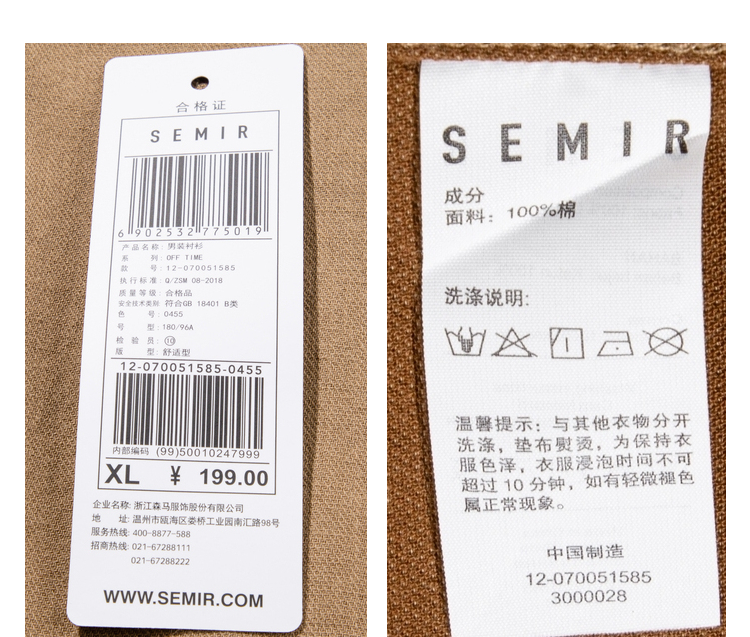 合格证
SEMIR
6 902532 775019
产品名称: 男装衬衫
系 列: OFF TIME
款 号: 12-070051585
执行标准: Q/ZSM 08-2018
质量等级: 合格品
安全技术类别: 符合GB 18401 B类
色 号: 0455
号 型: 180/96A
检 验 员: 10
版 型: 舒适型
12-070051585-0455
内部编码 (99)50010247999
XL ¥ 199.00
企业名称: 浙江森马服饰股份有限公司
地 址: 温州市瓯海区娄桥工业园南汇路98号
服务热线: 400-8877-588
招商热线: 021-67288111
021-67288222
WWW.SEMIR.COM
SEMIR
成分
面料: 100%棉
洗涤说明:
温馨提示: 与其他衣物分开
洗涤, 垫布熨烫, 为保持衣
服色泽, 衣服浸泡时间不可
超过10分钟, 如有轻微褪色
属正常现象。
中国制造
12-070051585
3000028